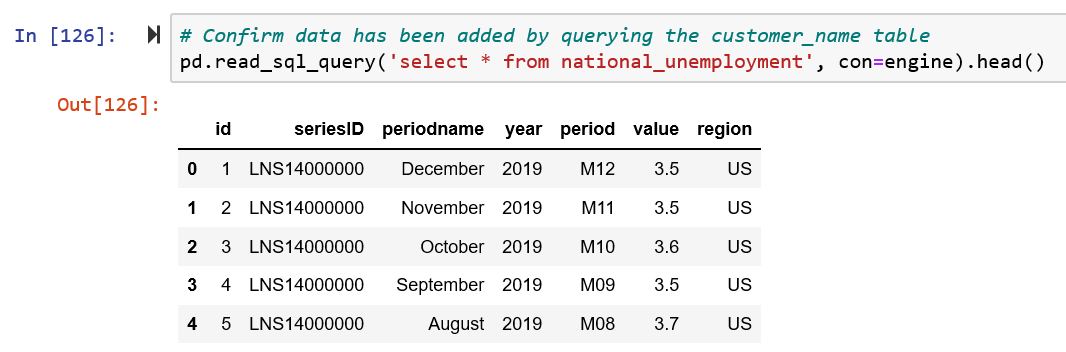 In [126]:
# Confirm data has been added by querying the customer_name table
pd.read_sql_query('select * from national_unemployment', con=engine).head()
Out[126]:
id seriesID periodname year period value region
0 1 LNS14000000 December 2019 M12 3.5 US
1 2 LNS14000000 November 2019 M11 3.5 US
2 3 LNS14000000 October 2019 M10 3.6 US
3 4 LNS14000000 September 2019 M09 3.5 US
4 5 LNS14000000 August 2019 M08 3.7 US